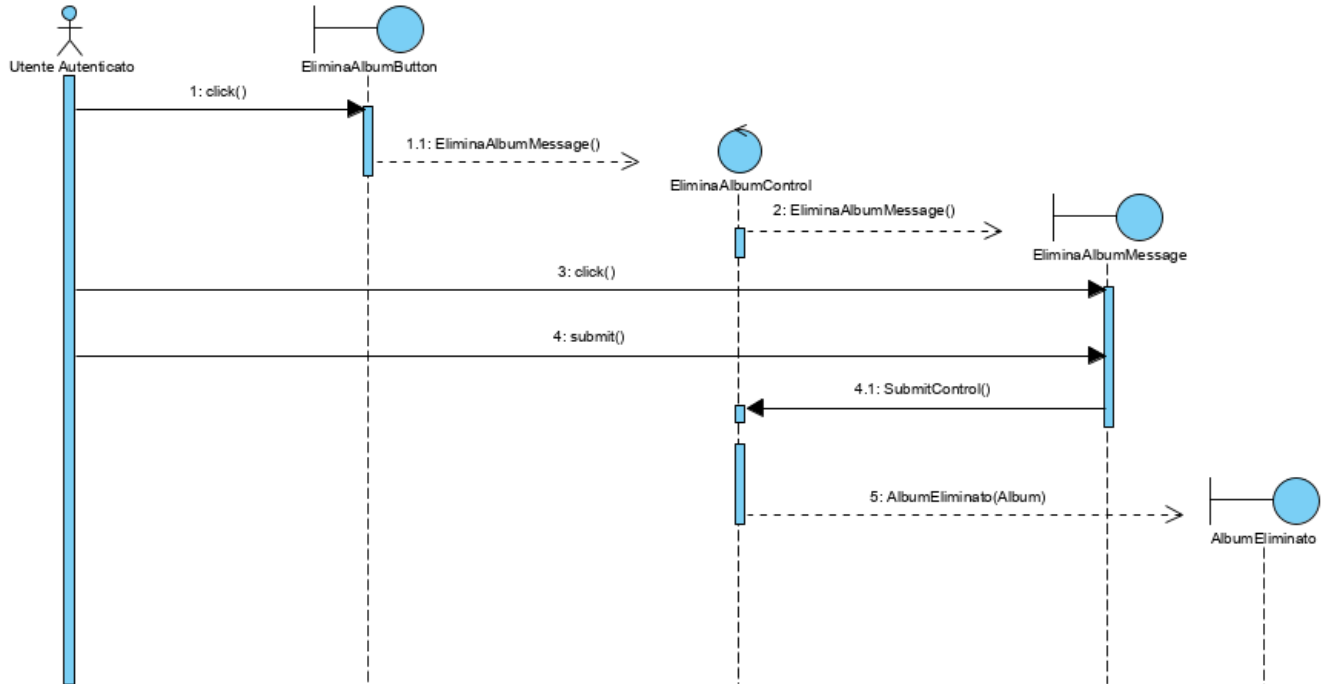 Utente Autenticato
EliminaAlbumButton
1: click()
1.1: EliminaAlbumMessage()
EliminaAlbumControl
2: EliminaAlbumMessage()
EliminaAlbumMessage
3: click()
4: submit()
4.1: SubmitControl()
5: AlbumEliminato(Album)
AlbumEliminato